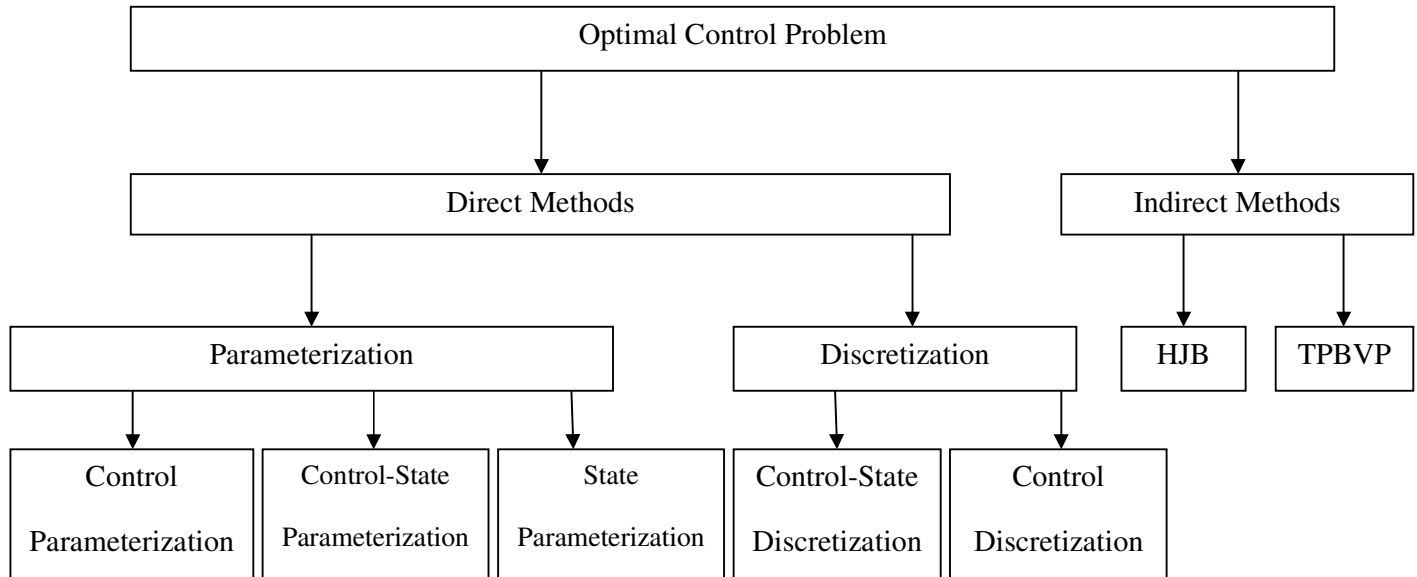 Optimal Control Problem
Direct Methods
Indirect Methods
Parameterization
Discretization
HJB
TPBVP
Control
Parameterization
Control-State
Parameterization
State
Parameterization
Control-State
Discretization
Control
Discretization